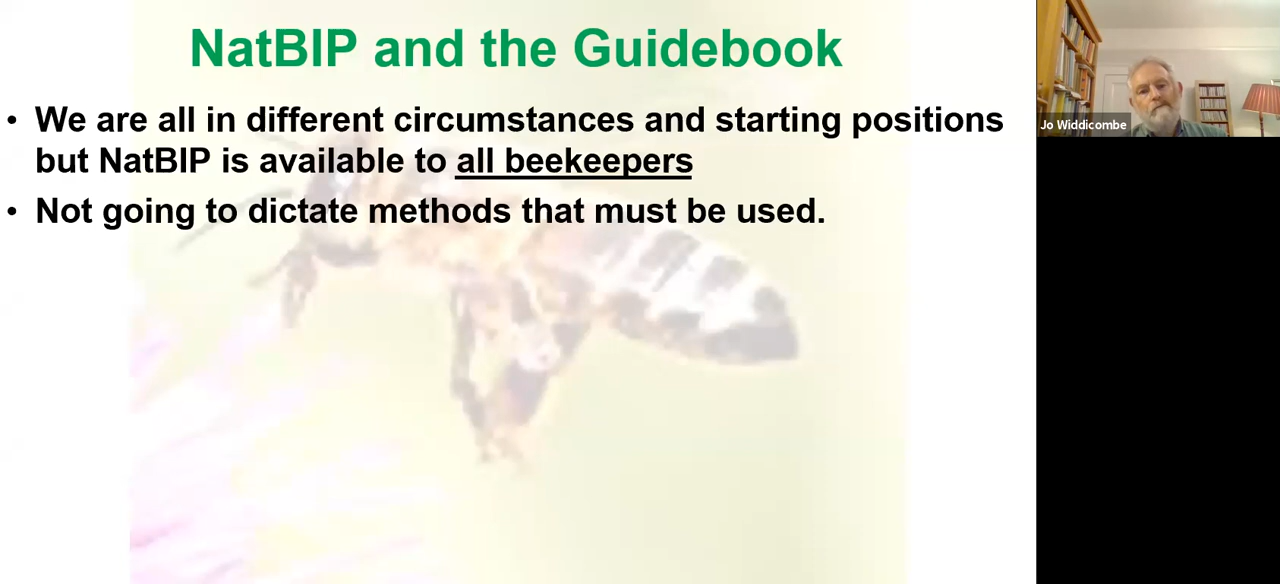 NatBIP and the Guidebook
• We are all in different circumstances and starting positions
but NatBIP is available to all beekeepers
• Not going to dictate methods that must be used.
Jo Widdicombe